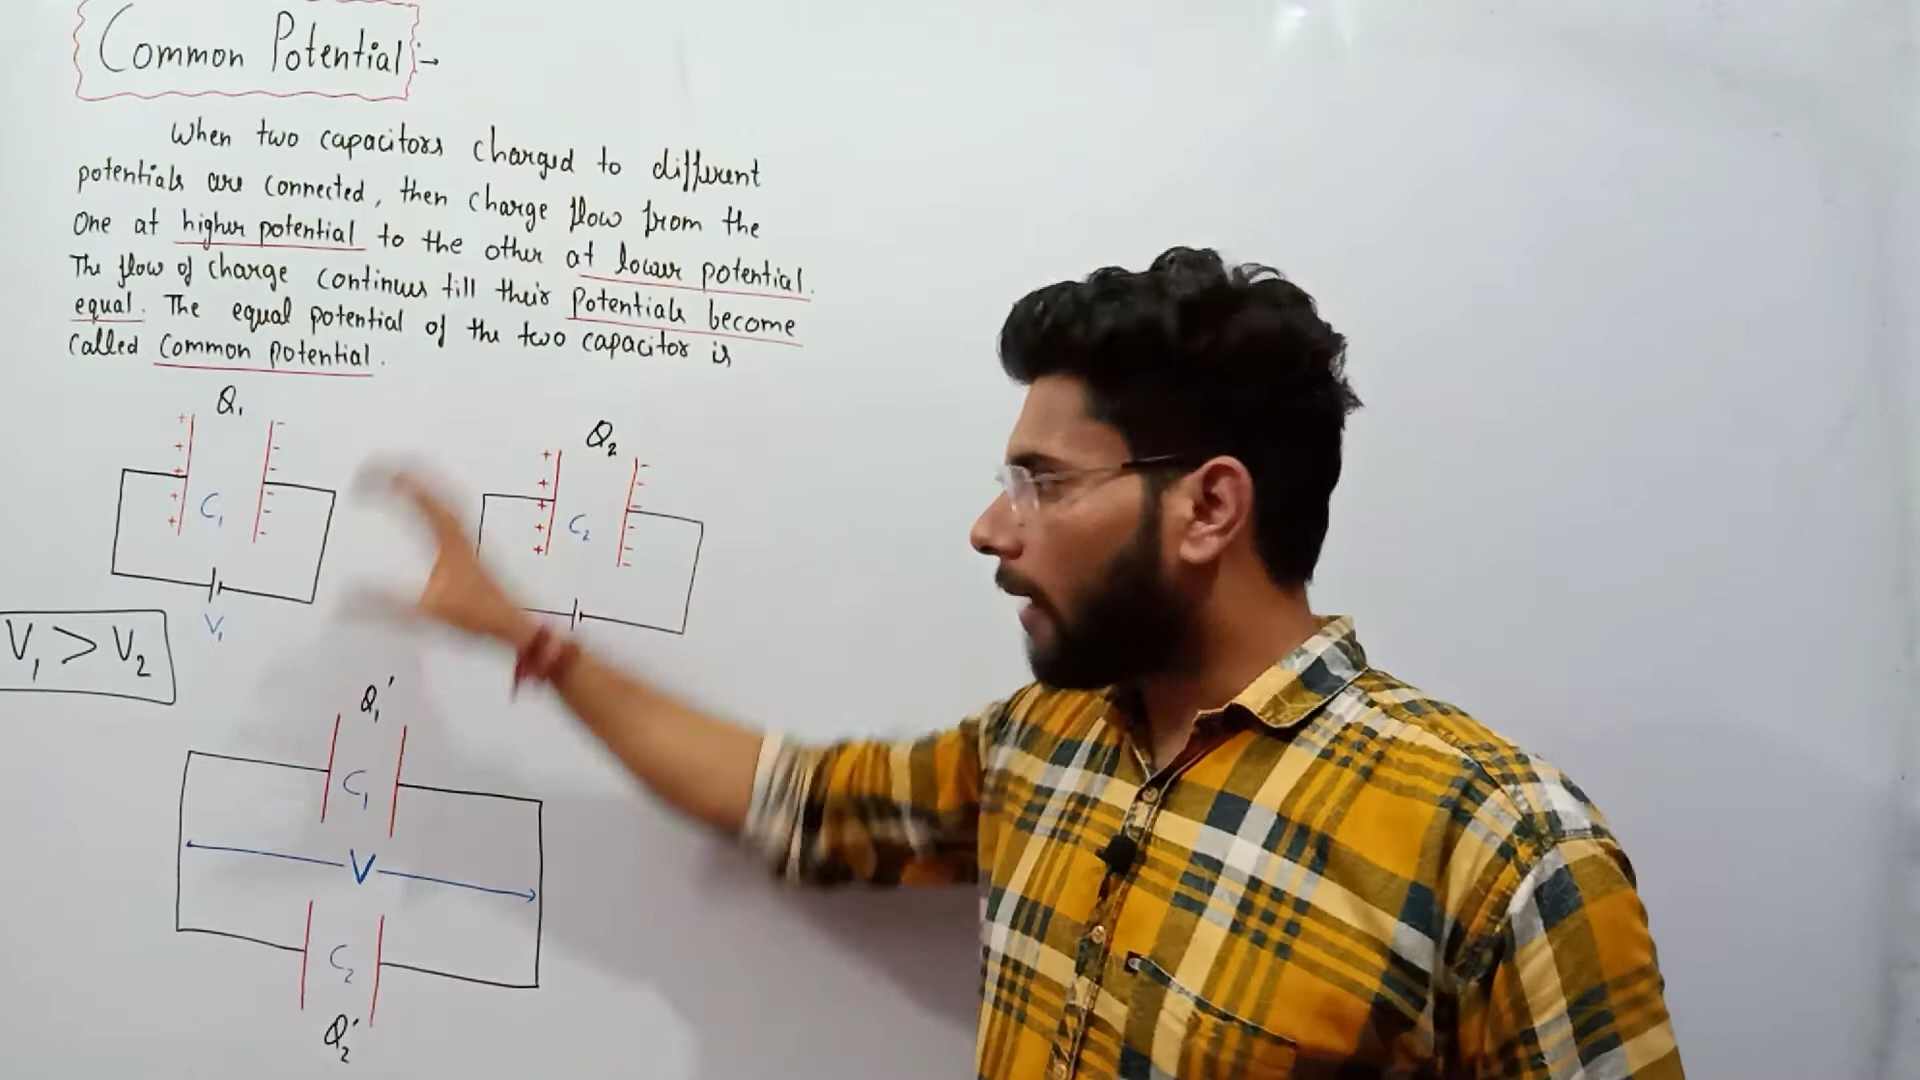 Common Potential :→
When two capacitors charged to different
potentials are connected, then charge flow from the
One at higher potential to the other at lower potential.
The flow of charge continues till their Potentials become
equal. The equal potential of the two capacitor is
called Common potential.
Q₁
Q₂
+ + + + +
- - - - - -
+ + + + +
- - - - - -
C₁
C₂
V₁
V₁ > V₂
Q₁'
C₁
V
C₂
Q₂'